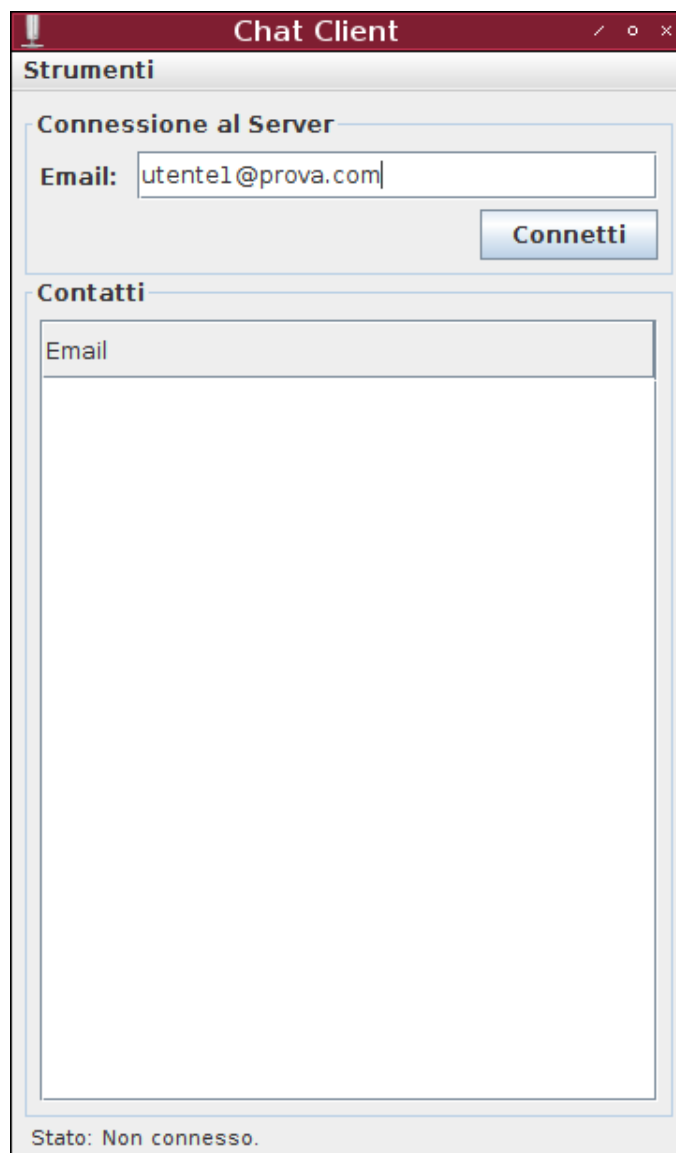 Chat Client
Strumenti
Connessione al Server
Email: utente1@prova.com
Connetti
Contatti
Email
Stato: Non connesso.